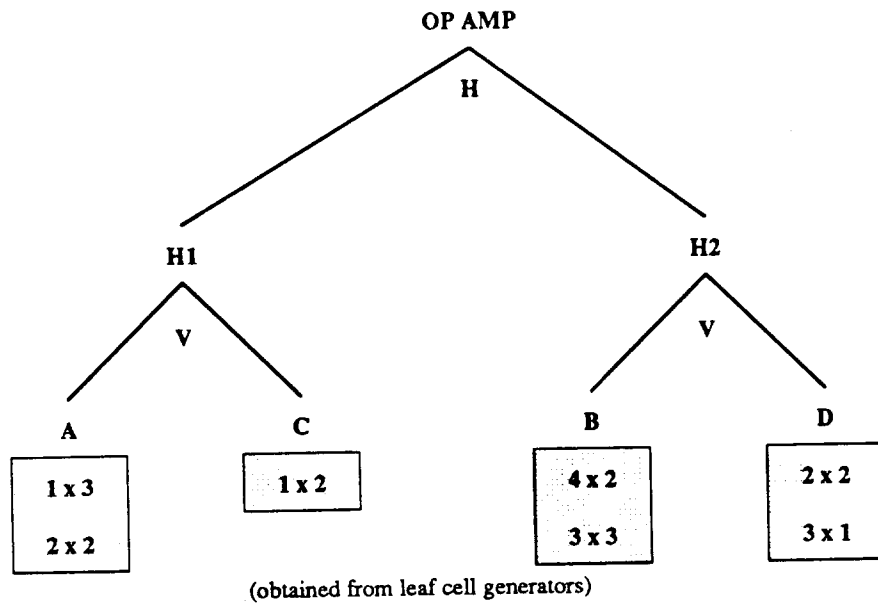 OP AMP
H
H1
H2
V
V
A
C
B
D
1 x 3
2 x 2
1 x 2
4 x 2
3 x 3
2 x 2
3 x 1
(obtained from leaf cell generators)